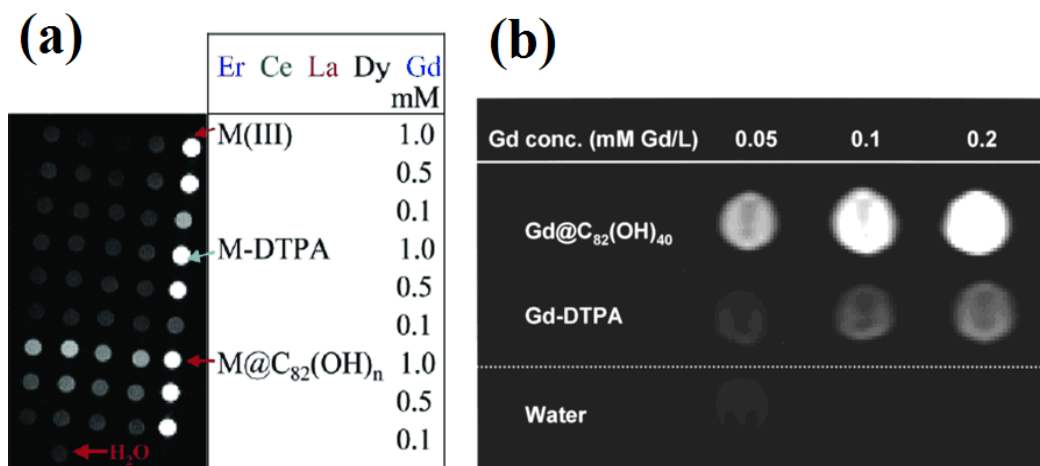 (a)
Er Ce La Dy Gd
mM
M(III) 1.0
0.5
0.1
M-DTPA 1.0
0.5
0.1
M@C₈₂(OH)ₙ 1.0
0.5
0.1
H₂O
(b)
Gd conc. (mM Gd/L) 0.05 0.1 0.2
Gd@C₈₂(OH)₄₀
Gd-DTPA
Water